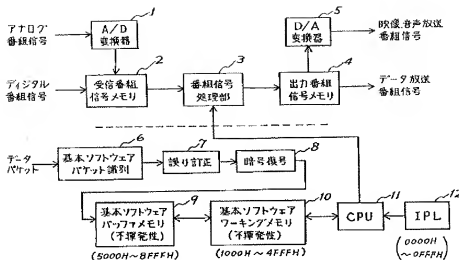 アナログ
番組信号
A/D
変換器
1
D/A
変換器
5
映像、音声放送
番組信号
ディジタル
番組信号
受信番組
信号メモリ
2
番組信号
処理部
3
出力番組
信号メモリ
4
データ放送
番組信号
データ
パケット
基本ソフトウェア
パケット識別
6
誤り訂正
7
暗号復号
8
基本ソフトウェア
バッファメモリ
(不揮発性)
9
(5000H～8FFFH)
基本ソフトウェア
ワーキングメモリ
(不揮発性)
10
(1000H～4FFFH)
CPU
11
IPL
12
(0000H
～0FFFH)